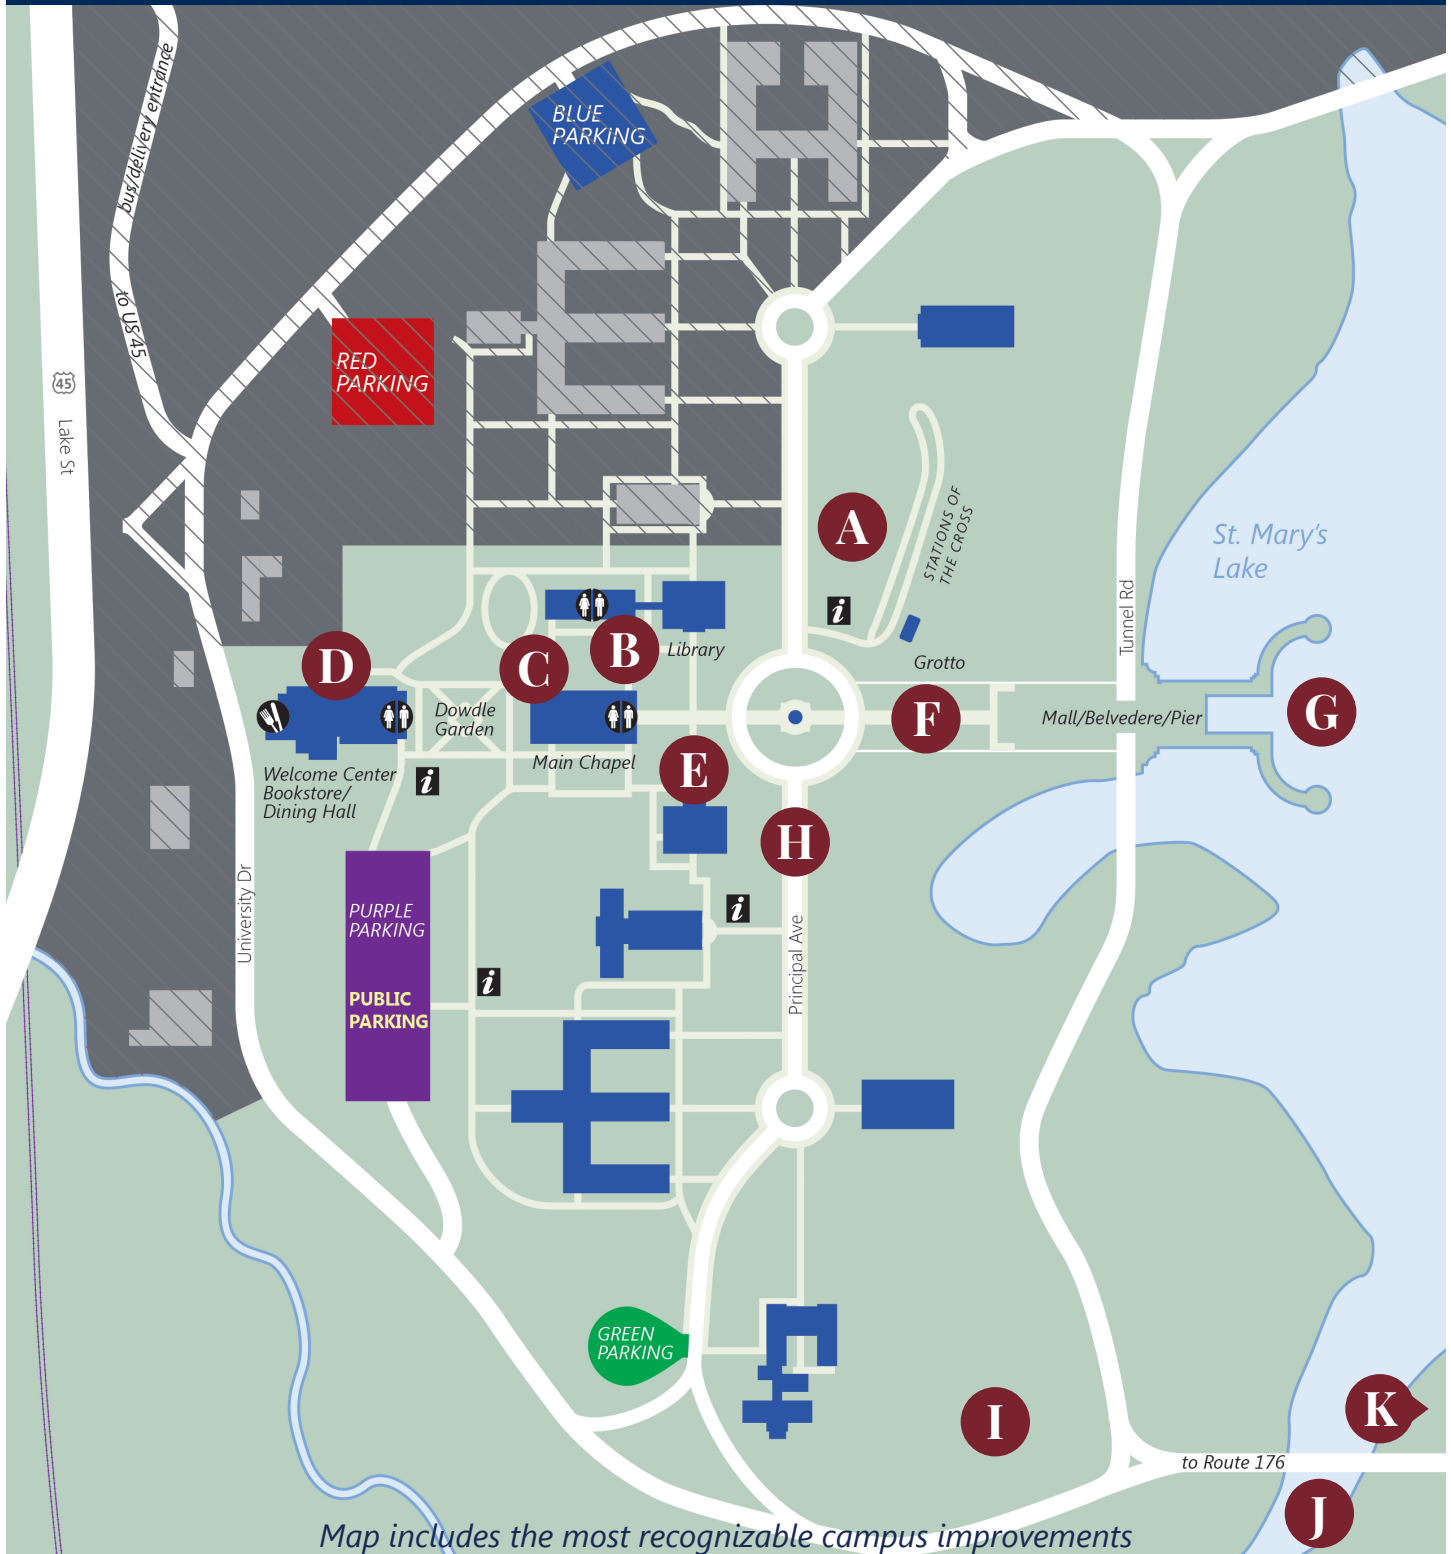 bus/delivery entrance
to US 45
BLUE
PARKING
RED
PARKING
45
Lake St
A
STATIONS OF
THE CROSS
St. Mary's
Lake
Tunnel Rd
i
B
Library
Grotto
D
C
Dowdle
Garden
F
Mall/Belvedere/Pier
G
Main Chapel
E
Welcome Center
Bookstore/
Dining Hall
i
H
University Dr
PURPLE
PARKING
i
Principal Ave
PUBLIC
PARKING
i
GREEN
PARKING
I
K
to Route 176
J
Map includes the most recognizable campus improvements